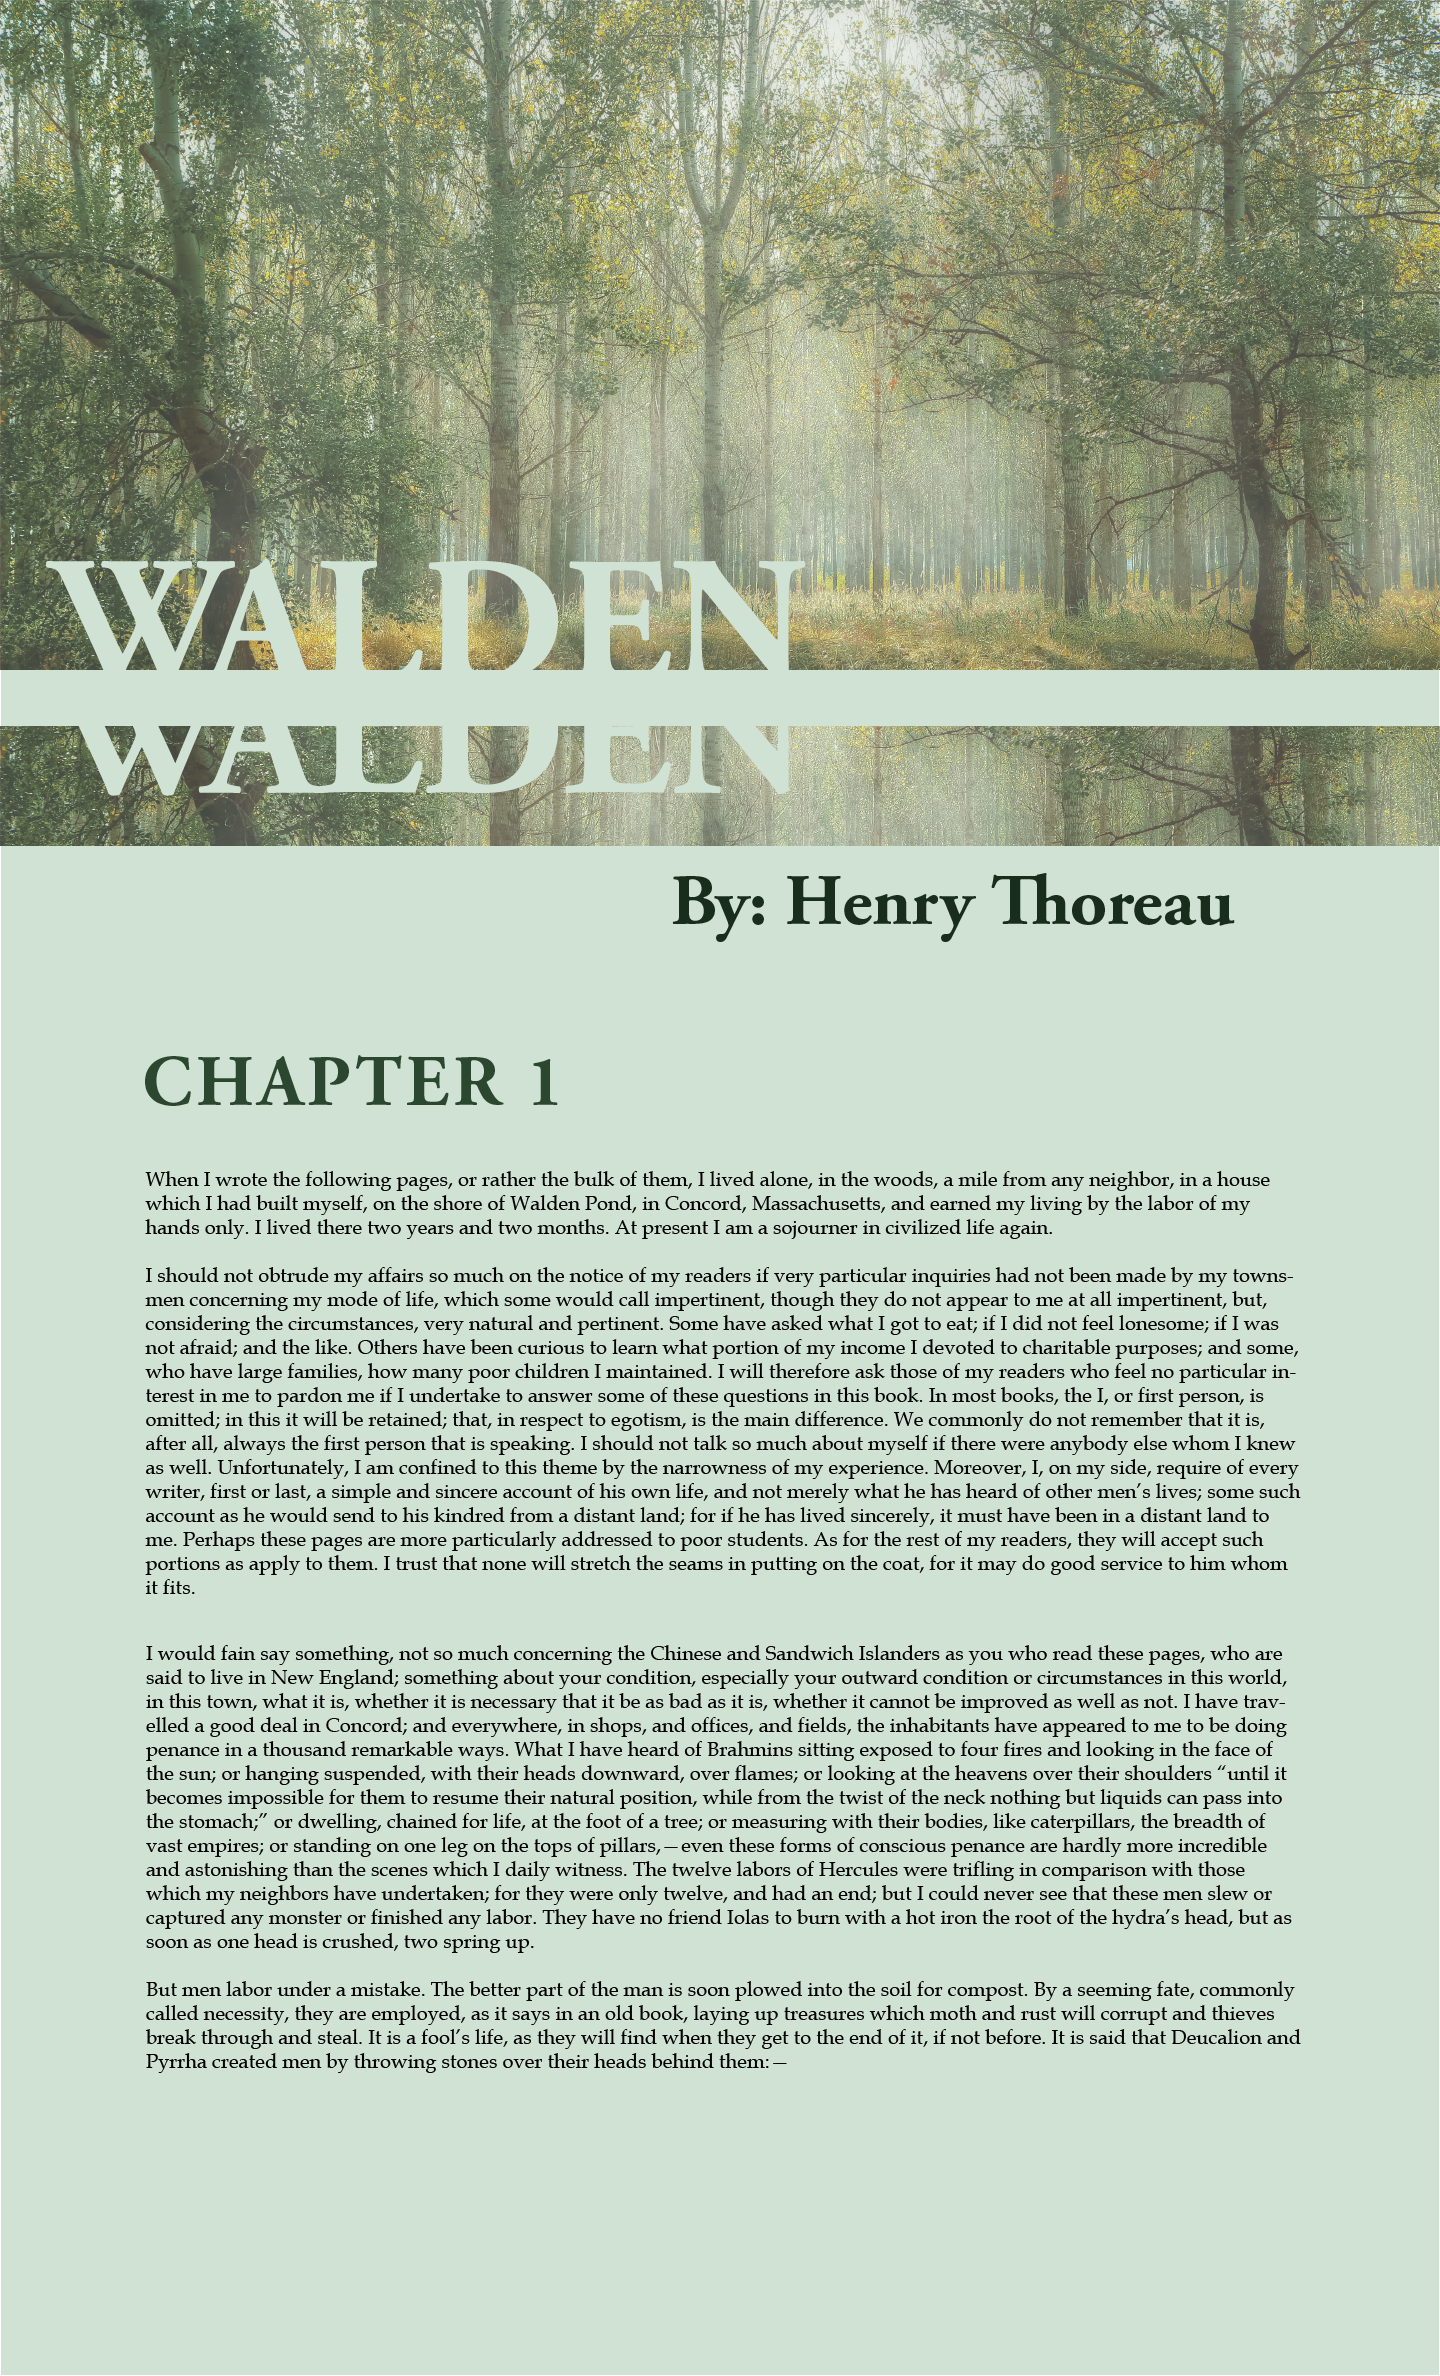 WALDEN
WALDEN
By: Henry Thoreau
CHAPTER 1
When I wrote the following pages, or rather the bulk of them, I lived alone, in the woods, a mile from any neighbor, in a house
which I had built myself, on the shore of Walden Pond, in Concord, Massachusetts, and earned my living by the labor of my
hands only. I lived there two years and two months. At present I am a sojourner in civilized life again.
I should not obtrude my affairs so much on the notice of my readers if very particular inquiries had not been made by my towns-
men concerning my mode of life, which some would call impertinent, though they do not appear to me at all impertinent, but,
considering the circumstances, very natural and pertinent. Some have asked what I got to eat; if I did not feel lonesome; if I was
not afraid; and the like. Others have been curious to learn what portion of my income I devoted to charitable purposes; and some,
who have large families, how many poor children I maintained. I will therefore ask those of my readers who feel no particular in-
terest in me to pardon me if I undertake to answer some of these questions in this book. In most books, the I, or first person, is
omitted; in this it will be retained; that, in respect to egotism, is the main difference. We commonly do not remember that it is,
after all, always the first person that is speaking. I should not talk so much about myself if there were anybody else whom I knew
as well. Unfortunately, I am confined to this theme by the narrowness of my experience. Moreover, I, on my side, require of every
writer, first or last, a simple and sincere account of his own life, and not merely what he has heard of other men’s lives; some such
account as he would send to his kindred from a distant land; for if he has lived sincerely, it must have been in a distant land to
me. Perhaps these pages are more particularly addressed to poor students. As for the rest of my readers, they will accept such
portions as apply to them. I trust that none will stretch the seams in putting on the coat, for it may do good service to him whom
it fits.
I would fain say something, not so much concerning the Chinese and Sandwich Islanders as you who read these pages, who are
said to live in New England; something about your condition, especially your outward condition or circumstances in this world,
in this town, what it is, whether it is necessary that it be as bad as it is, whether it cannot be improved as well as not. I have trav-
elled a good deal in Concord; and everywhere, in shops, and offices, and fields, the inhabitants have appeared to me to be doing
penance in a thousand remarkable ways. What I have heard of Brahmins sitting exposed to four fires and looking in the face of
the sun; or hanging suspended, with their heads downward, over flames; or looking at the heavens over their shoulders “until it
becomes impossible for them to resume their natural position, while from the twist of the neck nothing but liquids can pass into
the stomach;” or dwelling, chained for life, at the foot of a tree; or measuring with their bodies, like caterpillars, the breadth of
vast empires; or standing on one leg on the tops of pillars,—even these forms of conscious penance are hardly more incredible
and astonishing than the scenes which I daily witness. The twelve labors of Hercules were trifling in comparison with those
which my neighbors have undertaken; for they were only twelve, and had an end; but I could never see that these men slew or
captured any monster or finished any labor. They have no friend Iolas to burn with a hot iron the root of the hydra’s head, but as
soon as one head is crushed, two spring up.
But men labor under a mistake. The better part of the man is soon plowed into the soil for compost. By a seeming fate, commonly
called necessity, they are employed, as it says in an old book, laying up treasures which moth and rust will corrupt and thieves
break through and steal. It is a fool’s life, as they will find when they get to the end of it, if not before. It is said that Deucalion and
Pyrrha created men by throwing stones over their heads behind them:—